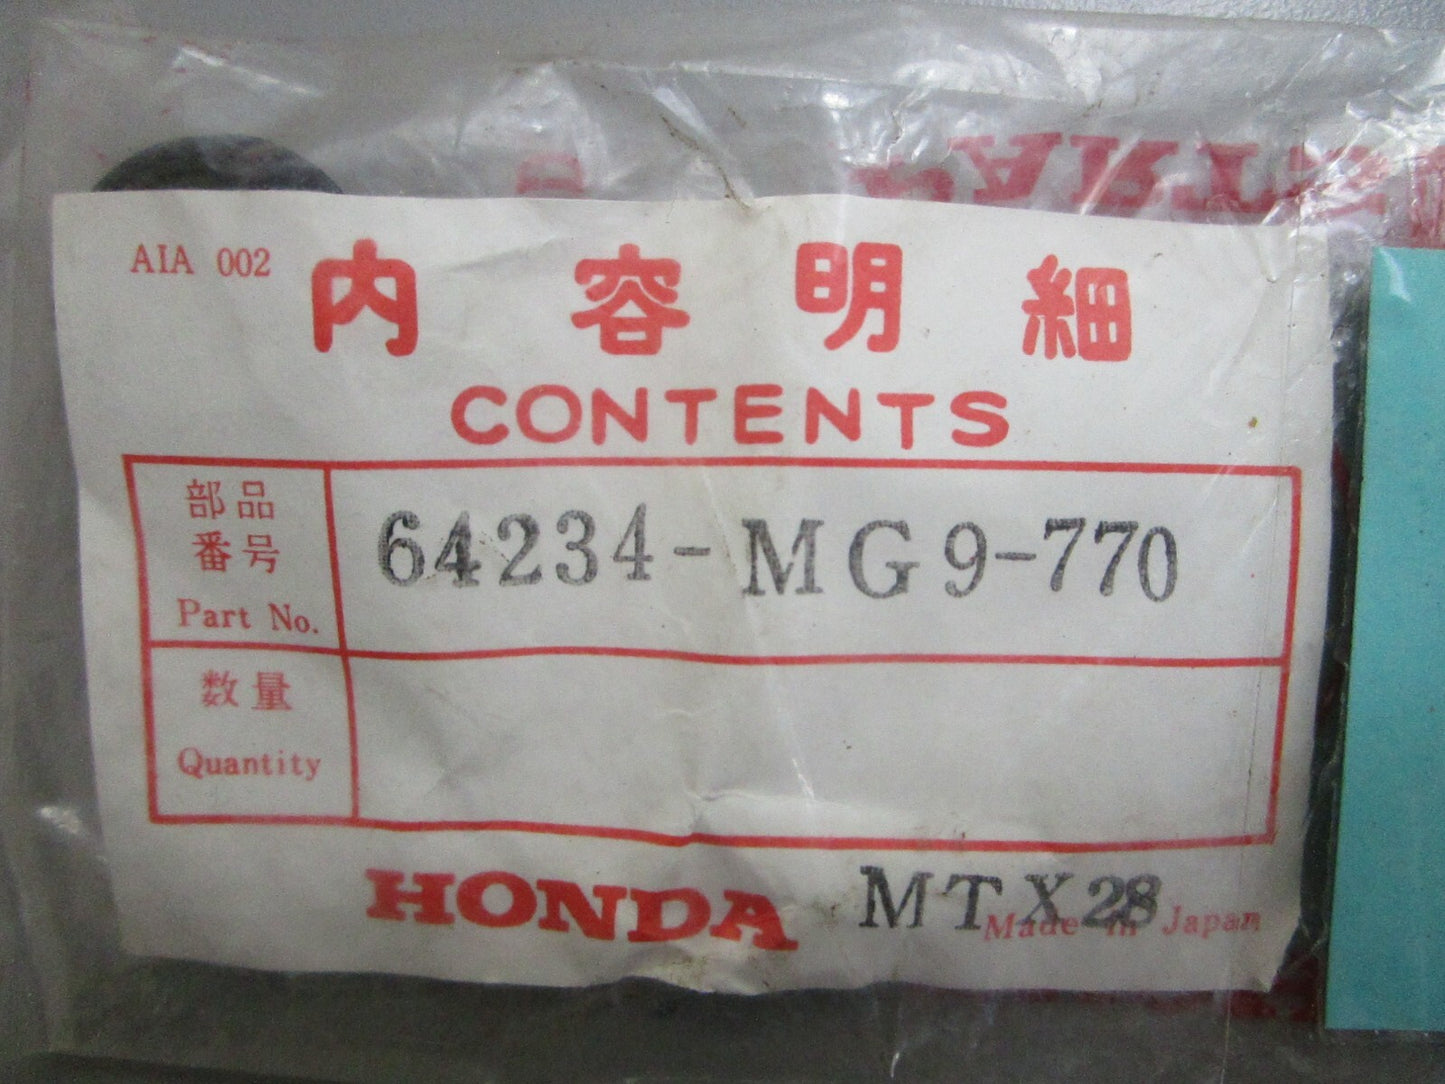 PARTS
AIA 002
内容明細
CONTENTS
部品
番号
Part No.
64234-MG9-770
数量
Quantity
HONDA
MTX28
Made in Japan